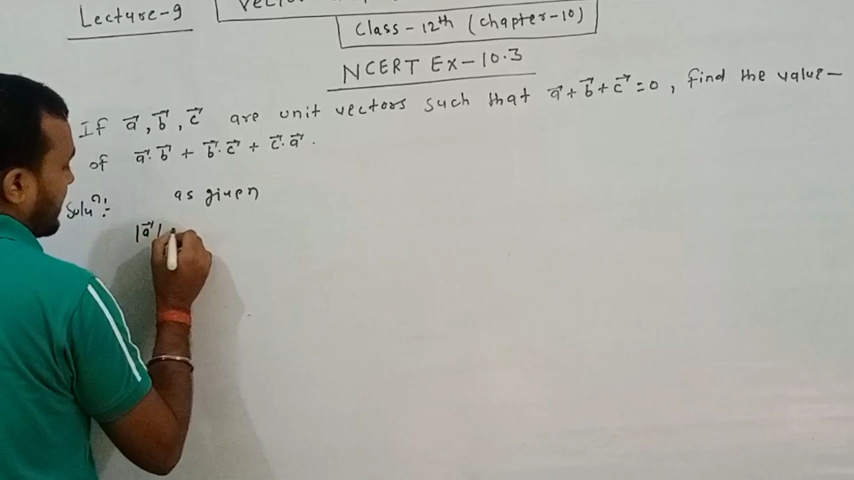 Lecture-9
Class-12th (Chapter-10)
NCERT Ex-10.3
If a⃗, b⃗, c⃗ are unit vectors such that a⃗+b⃗+c⃗=0, find the value-
of a⃗.b⃗ + b⃗.c⃗ + c⃗.a⃗.
Soluⁿ:- as given
|a⃗|